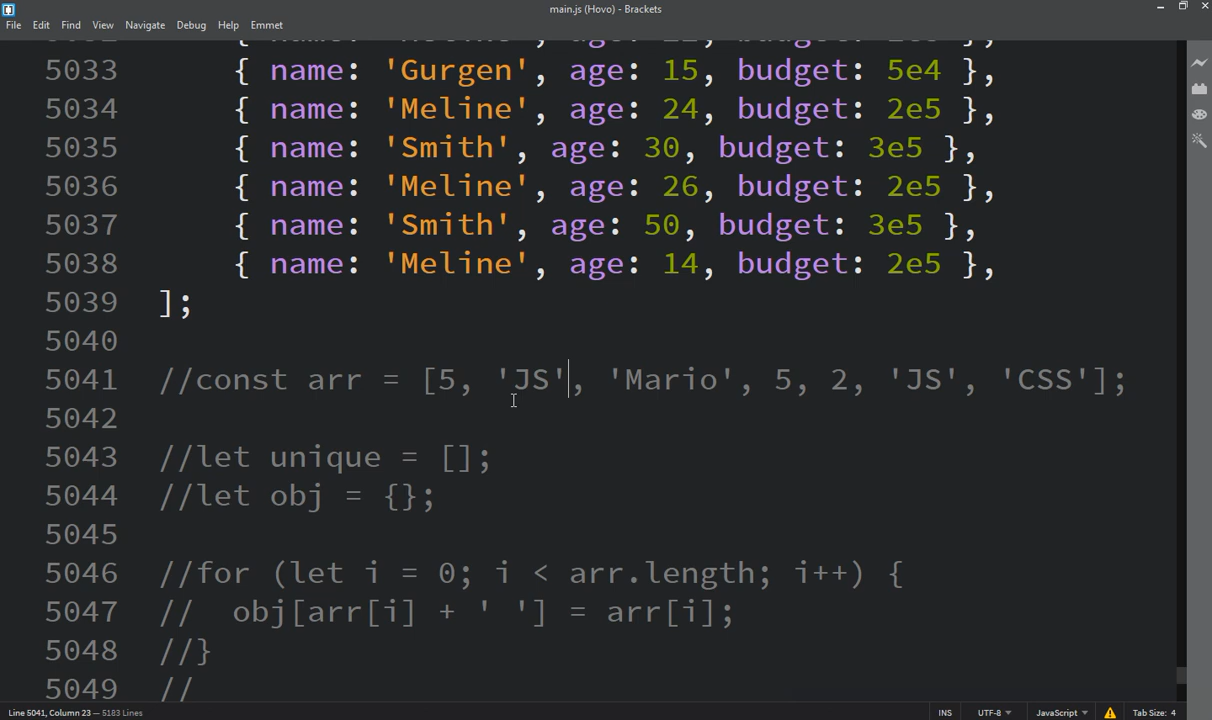 main.js (Hovo) - Brackets
File Edit Find View Navigate Debug Help Emmet
5033 { name: 'Gurgen', age: 15, budget: 5e4 },
5034 { name: 'Meline', age: 24, budget: 2e5 },
5035 { name: 'Smith', age: 30, budget: 3e5 },
5036 { name: 'Meline', age: 26, budget: 2e5 },
5037 { name: 'Smith', age: 50, budget: 3e5 },
5038 { name: 'Meline', age: 14, budget: 2e5 },
5039 ];
5040
5041 //const arr = [5, 'JS', 'Mario', 5, 2, 'JS', 'CSS'];
5042
5043 //let unique = [];
5044 //let obj = {};
5045
5046 //for (let i = 0; i < arr.length; i++) {
5047 // obj[arr[i] + ' '] = arr[i];
5048 //}
5049 //
Line 5041, Column 23 — 5183 Lines INS UTF-8 JavaScript Tab Size: 4